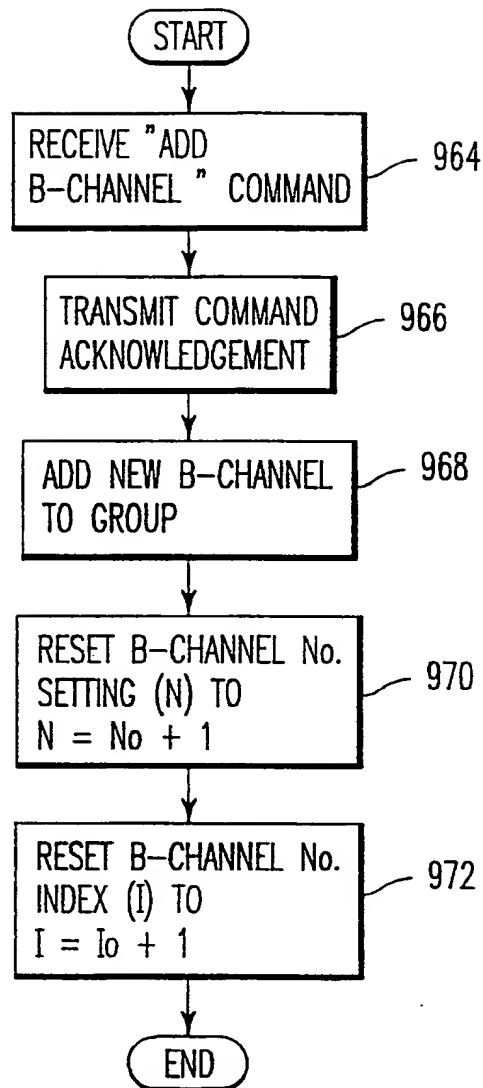 START
RECEIVE "ADD
B-CHANNEL" COMMAND
964
TRANSMIT COMMAND
ACKNOWLEDGEMENT
966
ADD NEW B-CHANNEL
TO GROUP
968
RESET B-CHANNEL No.
SETTING (N) TO
N = No + 1
970
RESET B-CHANNEL No.
INDEX (I) TO
I = Io + 1
972
END